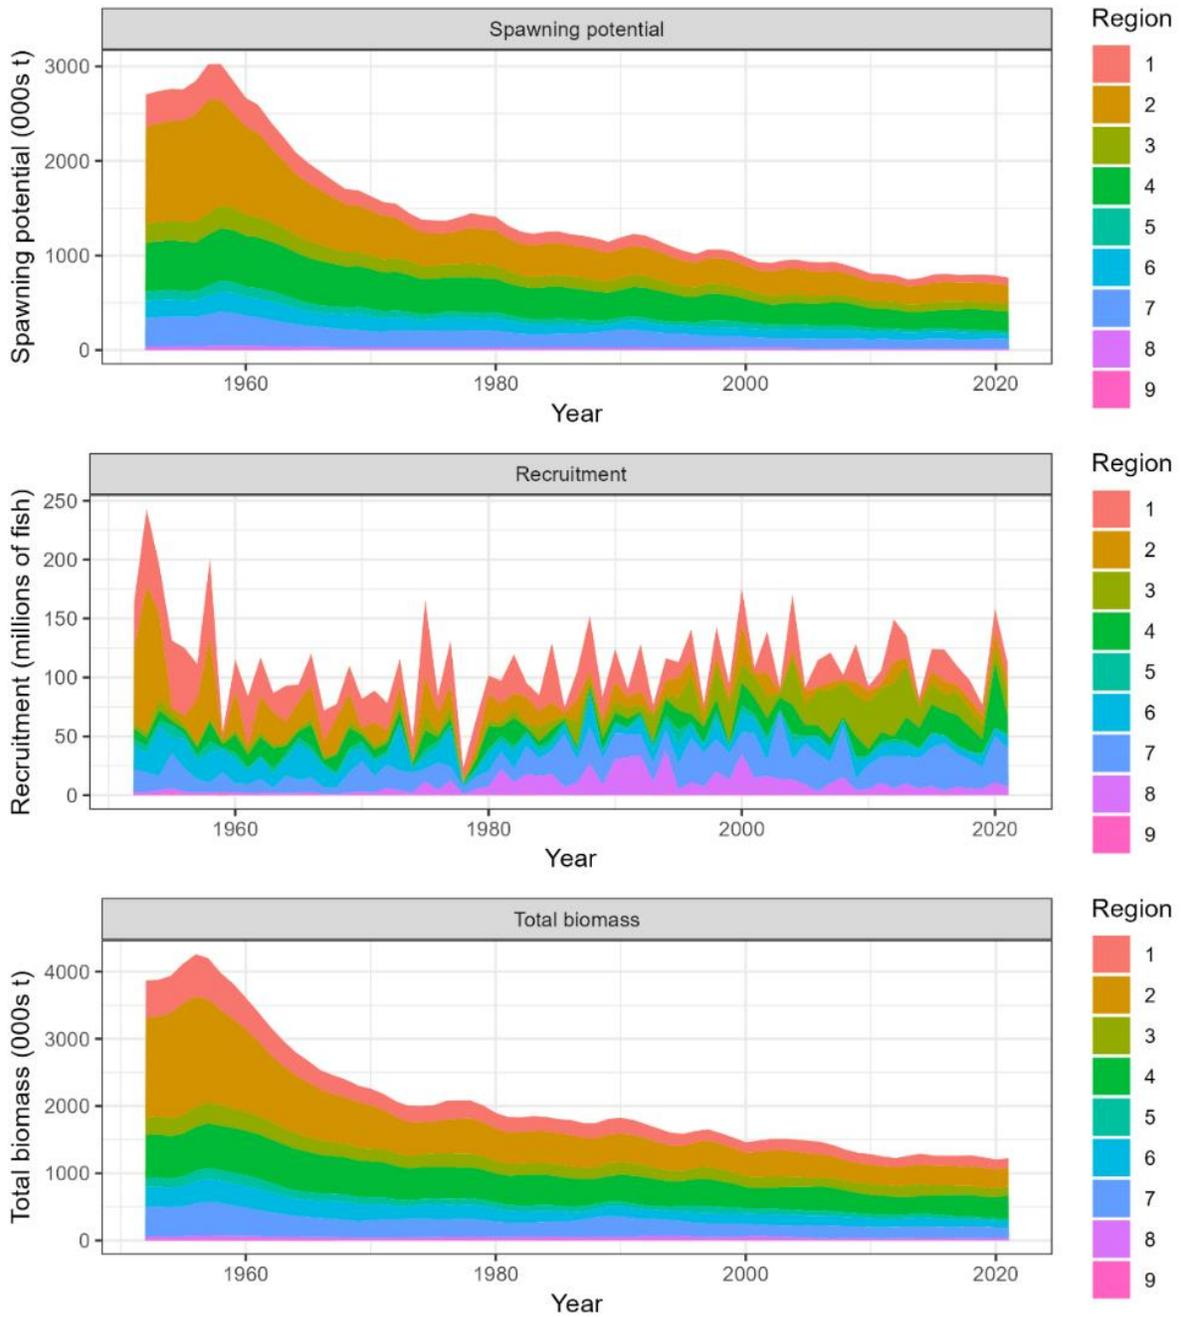 Spawning potential
Region
3000
2000
1000
0
Spawning potential (000s t)
1960 1980 2000 2020
Year
1
2
3
4
5
6
7
8
9
Recruitment
Region
250
200
150
100
50
0
Recruitment (millions of fish)
1960 1980 2000 2020
Year
1
2
3
4
5
6
7
8
9
Total biomass
Region
4000
3000
2000
1000
0
Total biomass (000s t)
1960 1980 2000 2020
Year
1
2
3
4
5
6
7
8
9